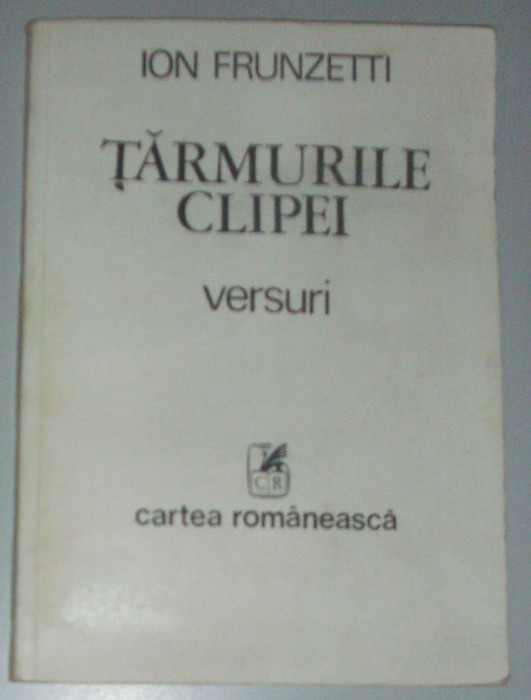 ION FRUNZETTI
ȚĂRMURILE
CLIPEI
versuri
CR
cartea românească